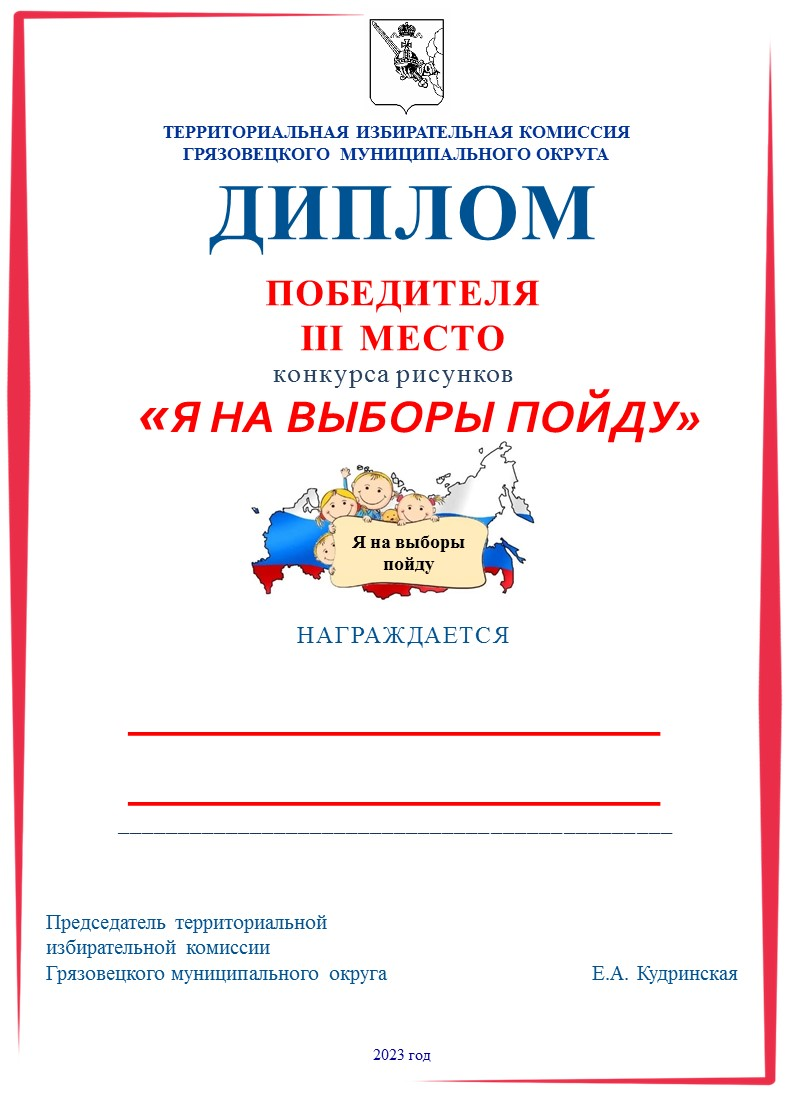 ТЕРРИТОРИАЛЬНАЯ ИЗБИРАТЕЛЬНАЯ КОМИССИЯ
ГРЯЗОВЕЦКОГО МУНИЦИПАЛЬНОГО ОКРУГА
ДИПЛОМ
ПОБЕДИТЕЛЯ
III МЕСТО
конкурса рисунков
«Я НА ВЫБОРЫ ПОЙДУ»
Я на выборы
пойду
НАГРАЖДАЕТСЯ
Председатель территориальной
избирательной комиссии
Грязовецкого муниципального округа Е.А. Кудринская
2023 год